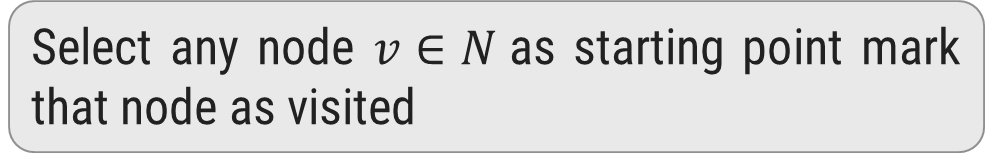 Select any node 𝑣 ∈ 𝑁 as starting point mark
that node as visited